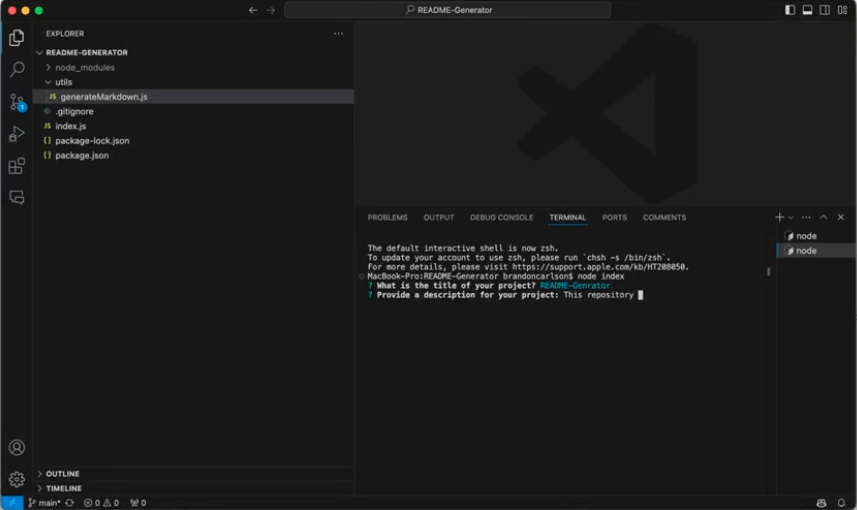 README-Generator
EXPLORER
README-GENERATOR
node_modules
utils
JS generateMarkdown.js
.gitignore
JS index.js
{} package-lock.json
{} package.json
1
PROBLEMS OUTPUT DEBUG CONSOLE TERMINAL PORTS COMMENTS
node
node
The default interactive shell is now zsh.
To update your account to use zsh, please run `chsh -s /bin/zsh`.
For more details, please visit https://support.apple.com/kb/HT208050.
MacBook-Pro:README-Generator brandoncarlson$ node index
? What is the title of your project? README-Genrator
? Provide a description for your project: This repository
OUTLINE
TIMELINE
main* 0 0 0